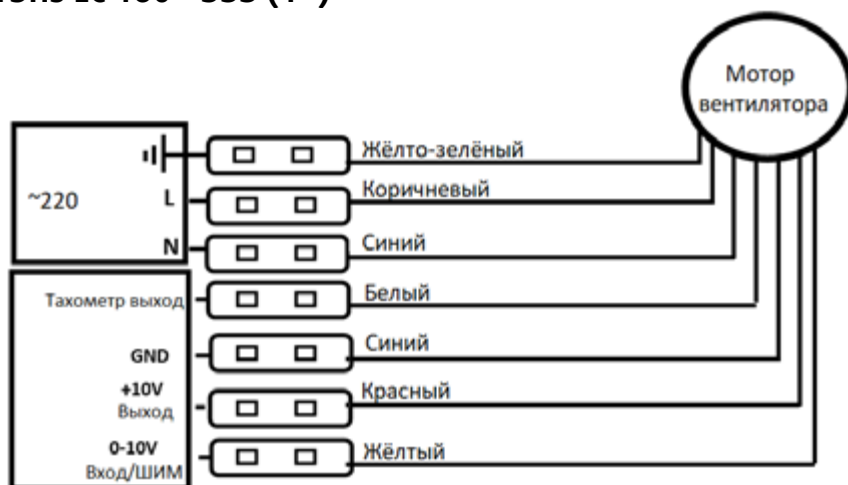 Мотор
вентилятора
Жёлто-зелёный
~220
L
Коричневый
N
Синий
Тахометр выход
Белый
GND
Синий
+10V
Выход
Красный
0-10V
Вход/ШИМ
Жёлтый